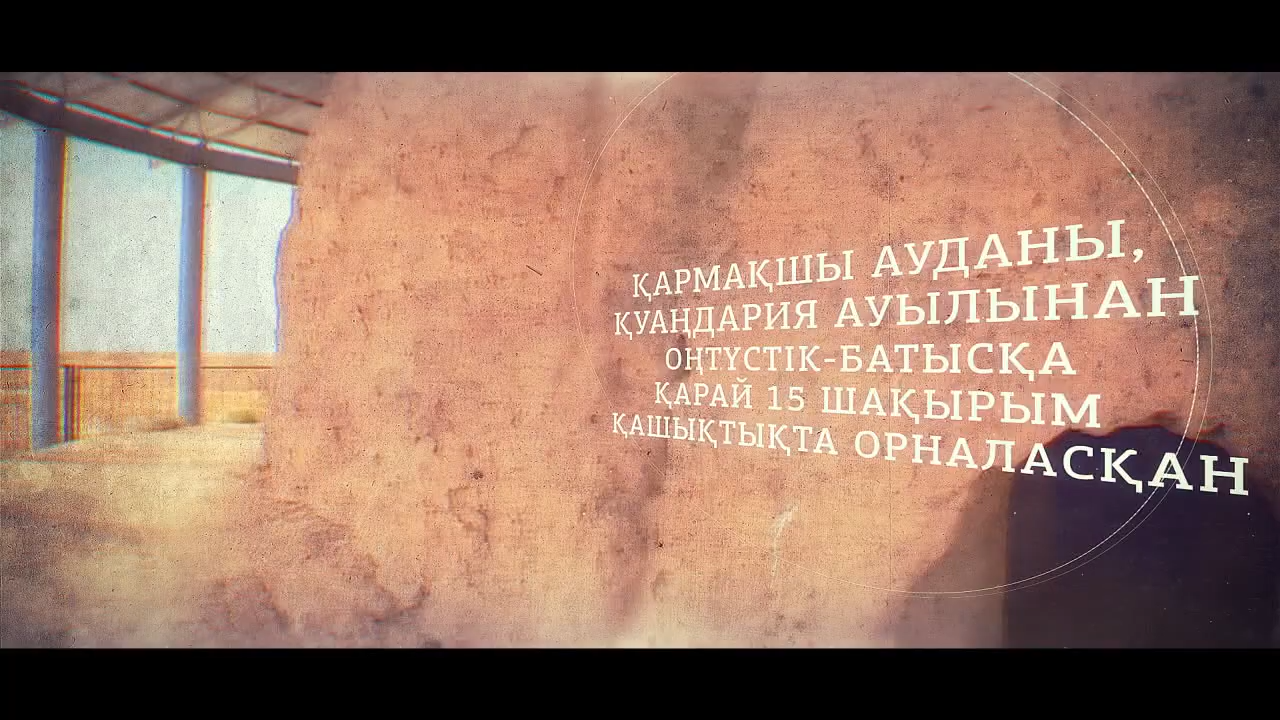 ҚАРМАҚШЫ АУДАНЫ,
ҚУАҢДАРИЯ АУЫЛЫНАН
ОҢТҮСТІК-БАТЫСҚА
ҚАРАЙ 15 ШАҚЫРЫМ
ҚАШЫҚТЫҚТА ОРНАЛАСҚАН